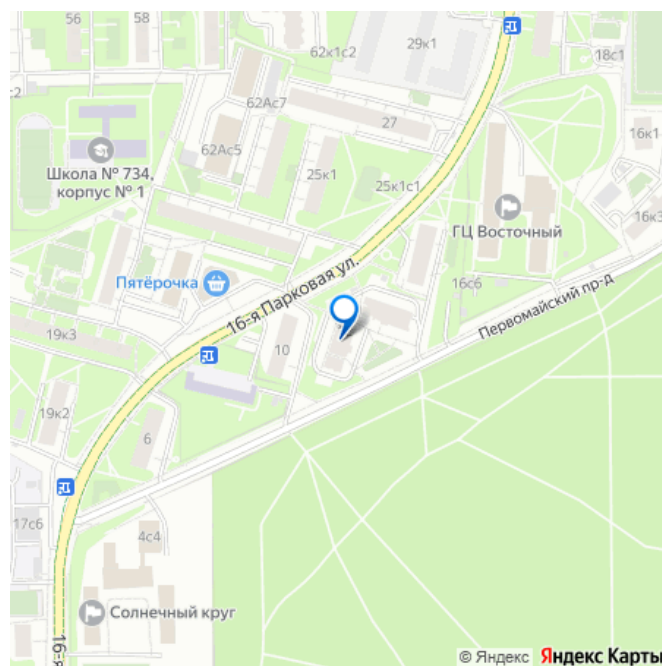 56
58
62к1с2
29к1
18с1
с2
62Ас7
27
16к1
62Ас5
Школа № 734,
корпус № 1
25к1
25к1с1
16к3
ГЦ Восточный
Пятёрочка
16-я Парковая ул.
16с6
Первомайский пр-д
19к3
10
19к2
6
17с6
4с4
Солнечный круг
16-я
© Яндекс Яндекс Карты